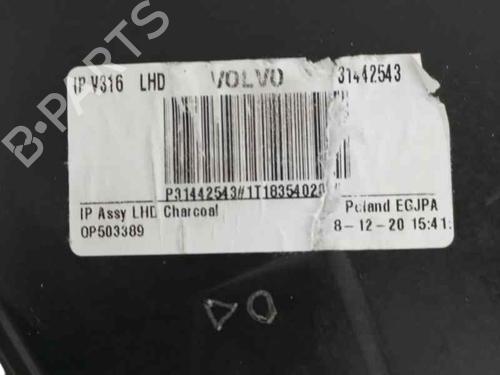 IP V316 LHD VOLVO 31442543
P31442543#1T1835402
IP Assy LHD Charcoal Poland EGJPA
OP503389 8-12-20 15:41
B-PARTS